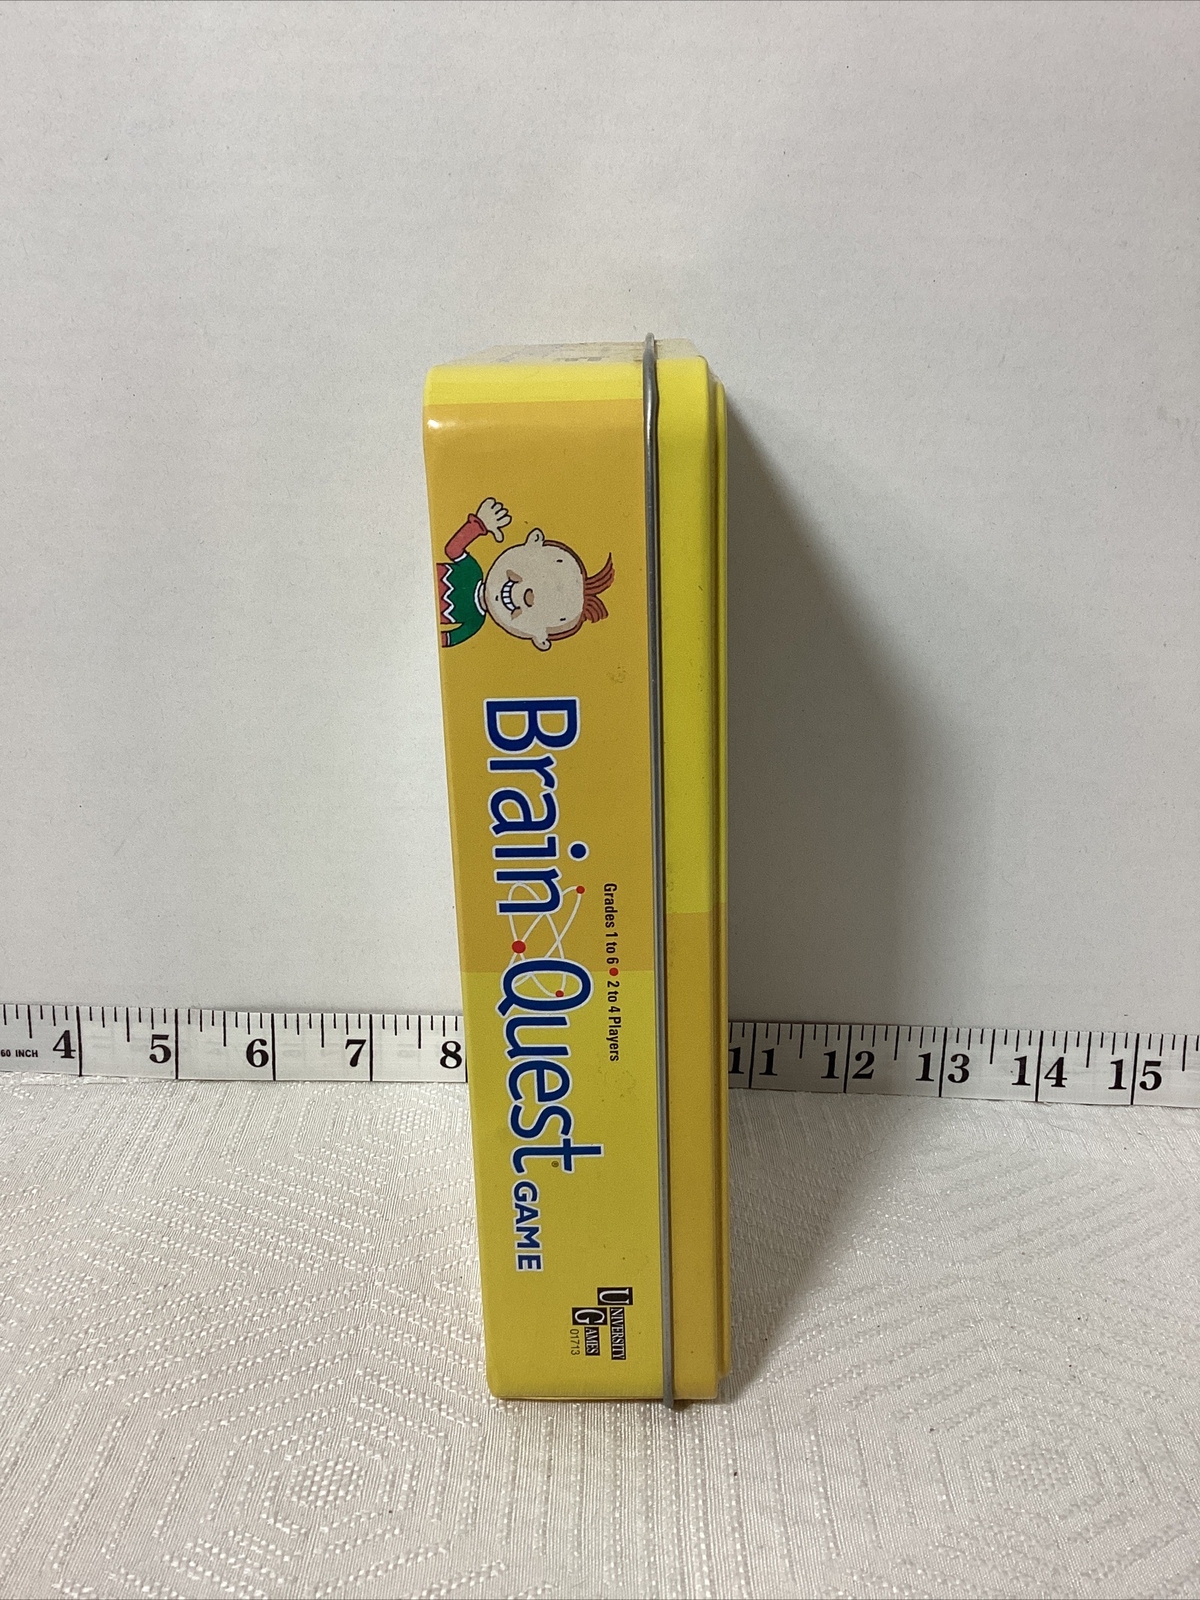 Grades 1 to 6 • 2 to 4 Players
Brain Quest® GAME
UNIVERSITY
GAMES
01713
60 INCH 4 5 6 7 8 11 12 13 14 15